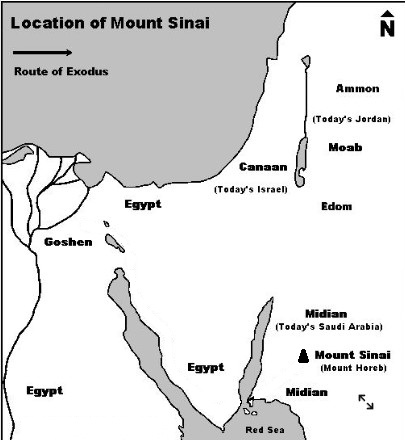 Location of Mount Sinai
N
Route of Exodus
Ammon
(Today's Jordan)
Moab
Canaan
(Today's Israel)
Egypt
Edom
Goshen
Midian
(Today's Saudi Arabia)
Mount Sinai
(Mount Horeb)
Egypt
Egypt
Midian
Red Sea